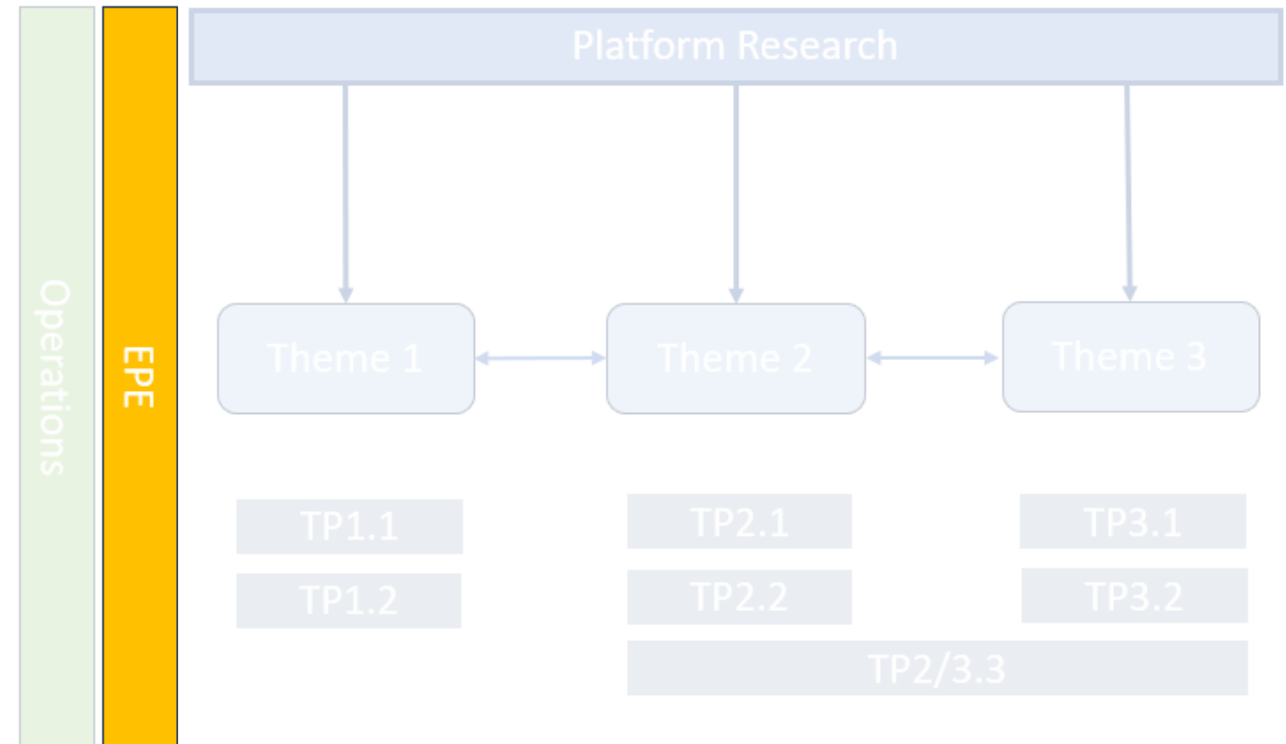 Platform Research
Operations
EPE
Theme 1
Theme 2
Theme 3
TP1.1
TP2.1
TP3.1
TP1.2
TP2.2
TP3.2
TP2/3.3